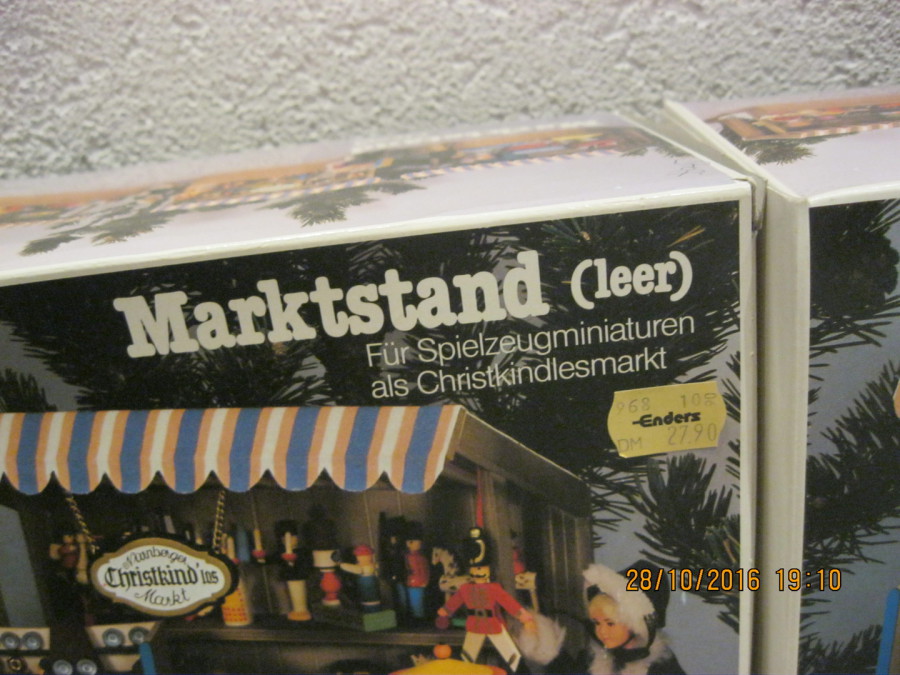 Marktstand (leer)
Für Spielzeugminiaturen
als Christkindlesmarkt
968 108
Enders
DM 27.90
Nürnberger
Christkind'les
Markt
28/10/2016 19:10